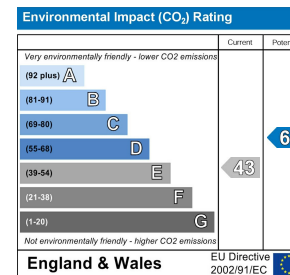 Environmental Impact (CO₂) Rating
Current
Very environmentally friendly - lower CO2 emissions
(92 plus) A
(81-91) B
(69-80) C
(55-68) D
(39-54) E
43
(21-38) F
(1-20) G
Not environmentally friendly - higher CO2 emissions
England & Wales
EU Directive
2002/91/EC